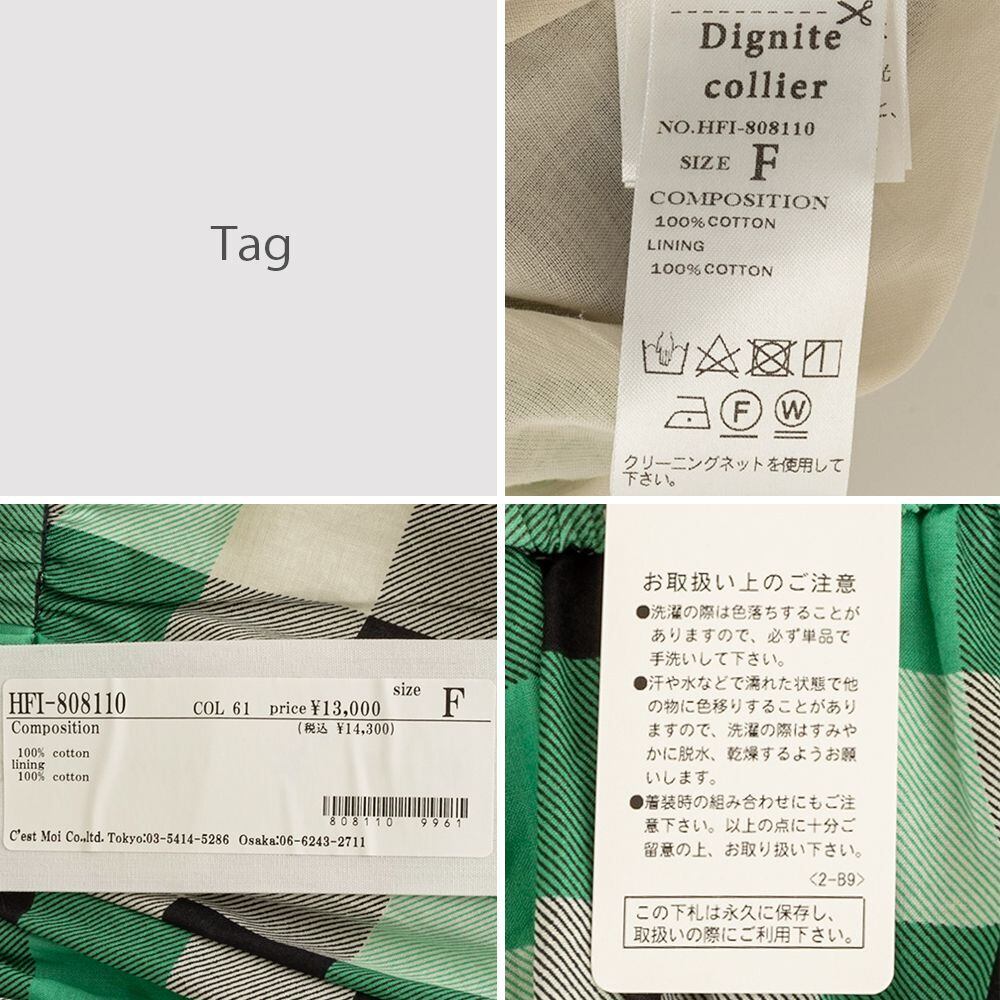 Tag
Dignite
collier
NO.HFI-808110
SIZE F
COMPOSITION
100% COTTON
LINING
100% COTTON
F W
クリーニングネットを使用して
下さい。
HFI-808110 COL 61 price ¥13,000 size F
Composition (税込 ¥14,300)
100% cotton
lining
100% cotton
808110 9961
C'est Moi Co.,ltd. Tokyo:03-5414-5286 Osaka:06-6243-2711
お取扱い上のご注意
●洗濯の際は色落ちすることが
ありますので、必ず単品で
手洗いして下さい。
●汗や水などで濡れた状態で他
の物に色移りすることがあり
ますので、洗濯の際はすみや
かに脱水、乾燥するようお願
いします。
●着装時の組み合わせにもご注
意下さい。以上の点に十分ご
留意の上、お取り扱い下さい。
<2-B9>
この下札は永久に保存し、
取扱いの際にご利用下さい。